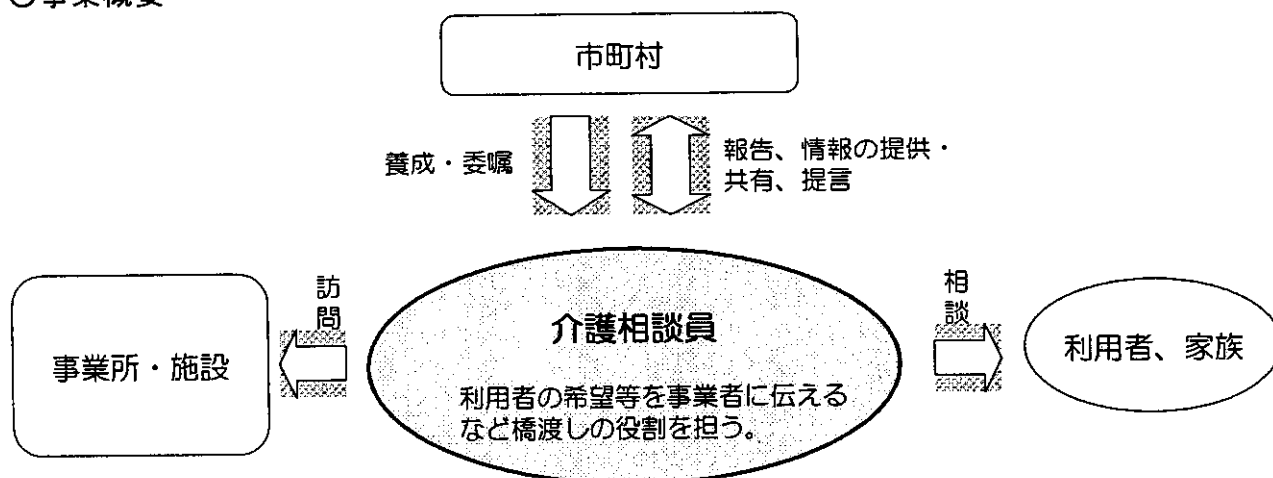 〇事業概要
市町村
養成・委嘱
報告、情報の提供・
共有、提言
訪問
相談
事業所・施設
介護相談員
利用者の希望等を事業者に伝える
など橋渡しの役割を担う。
利用者、家族